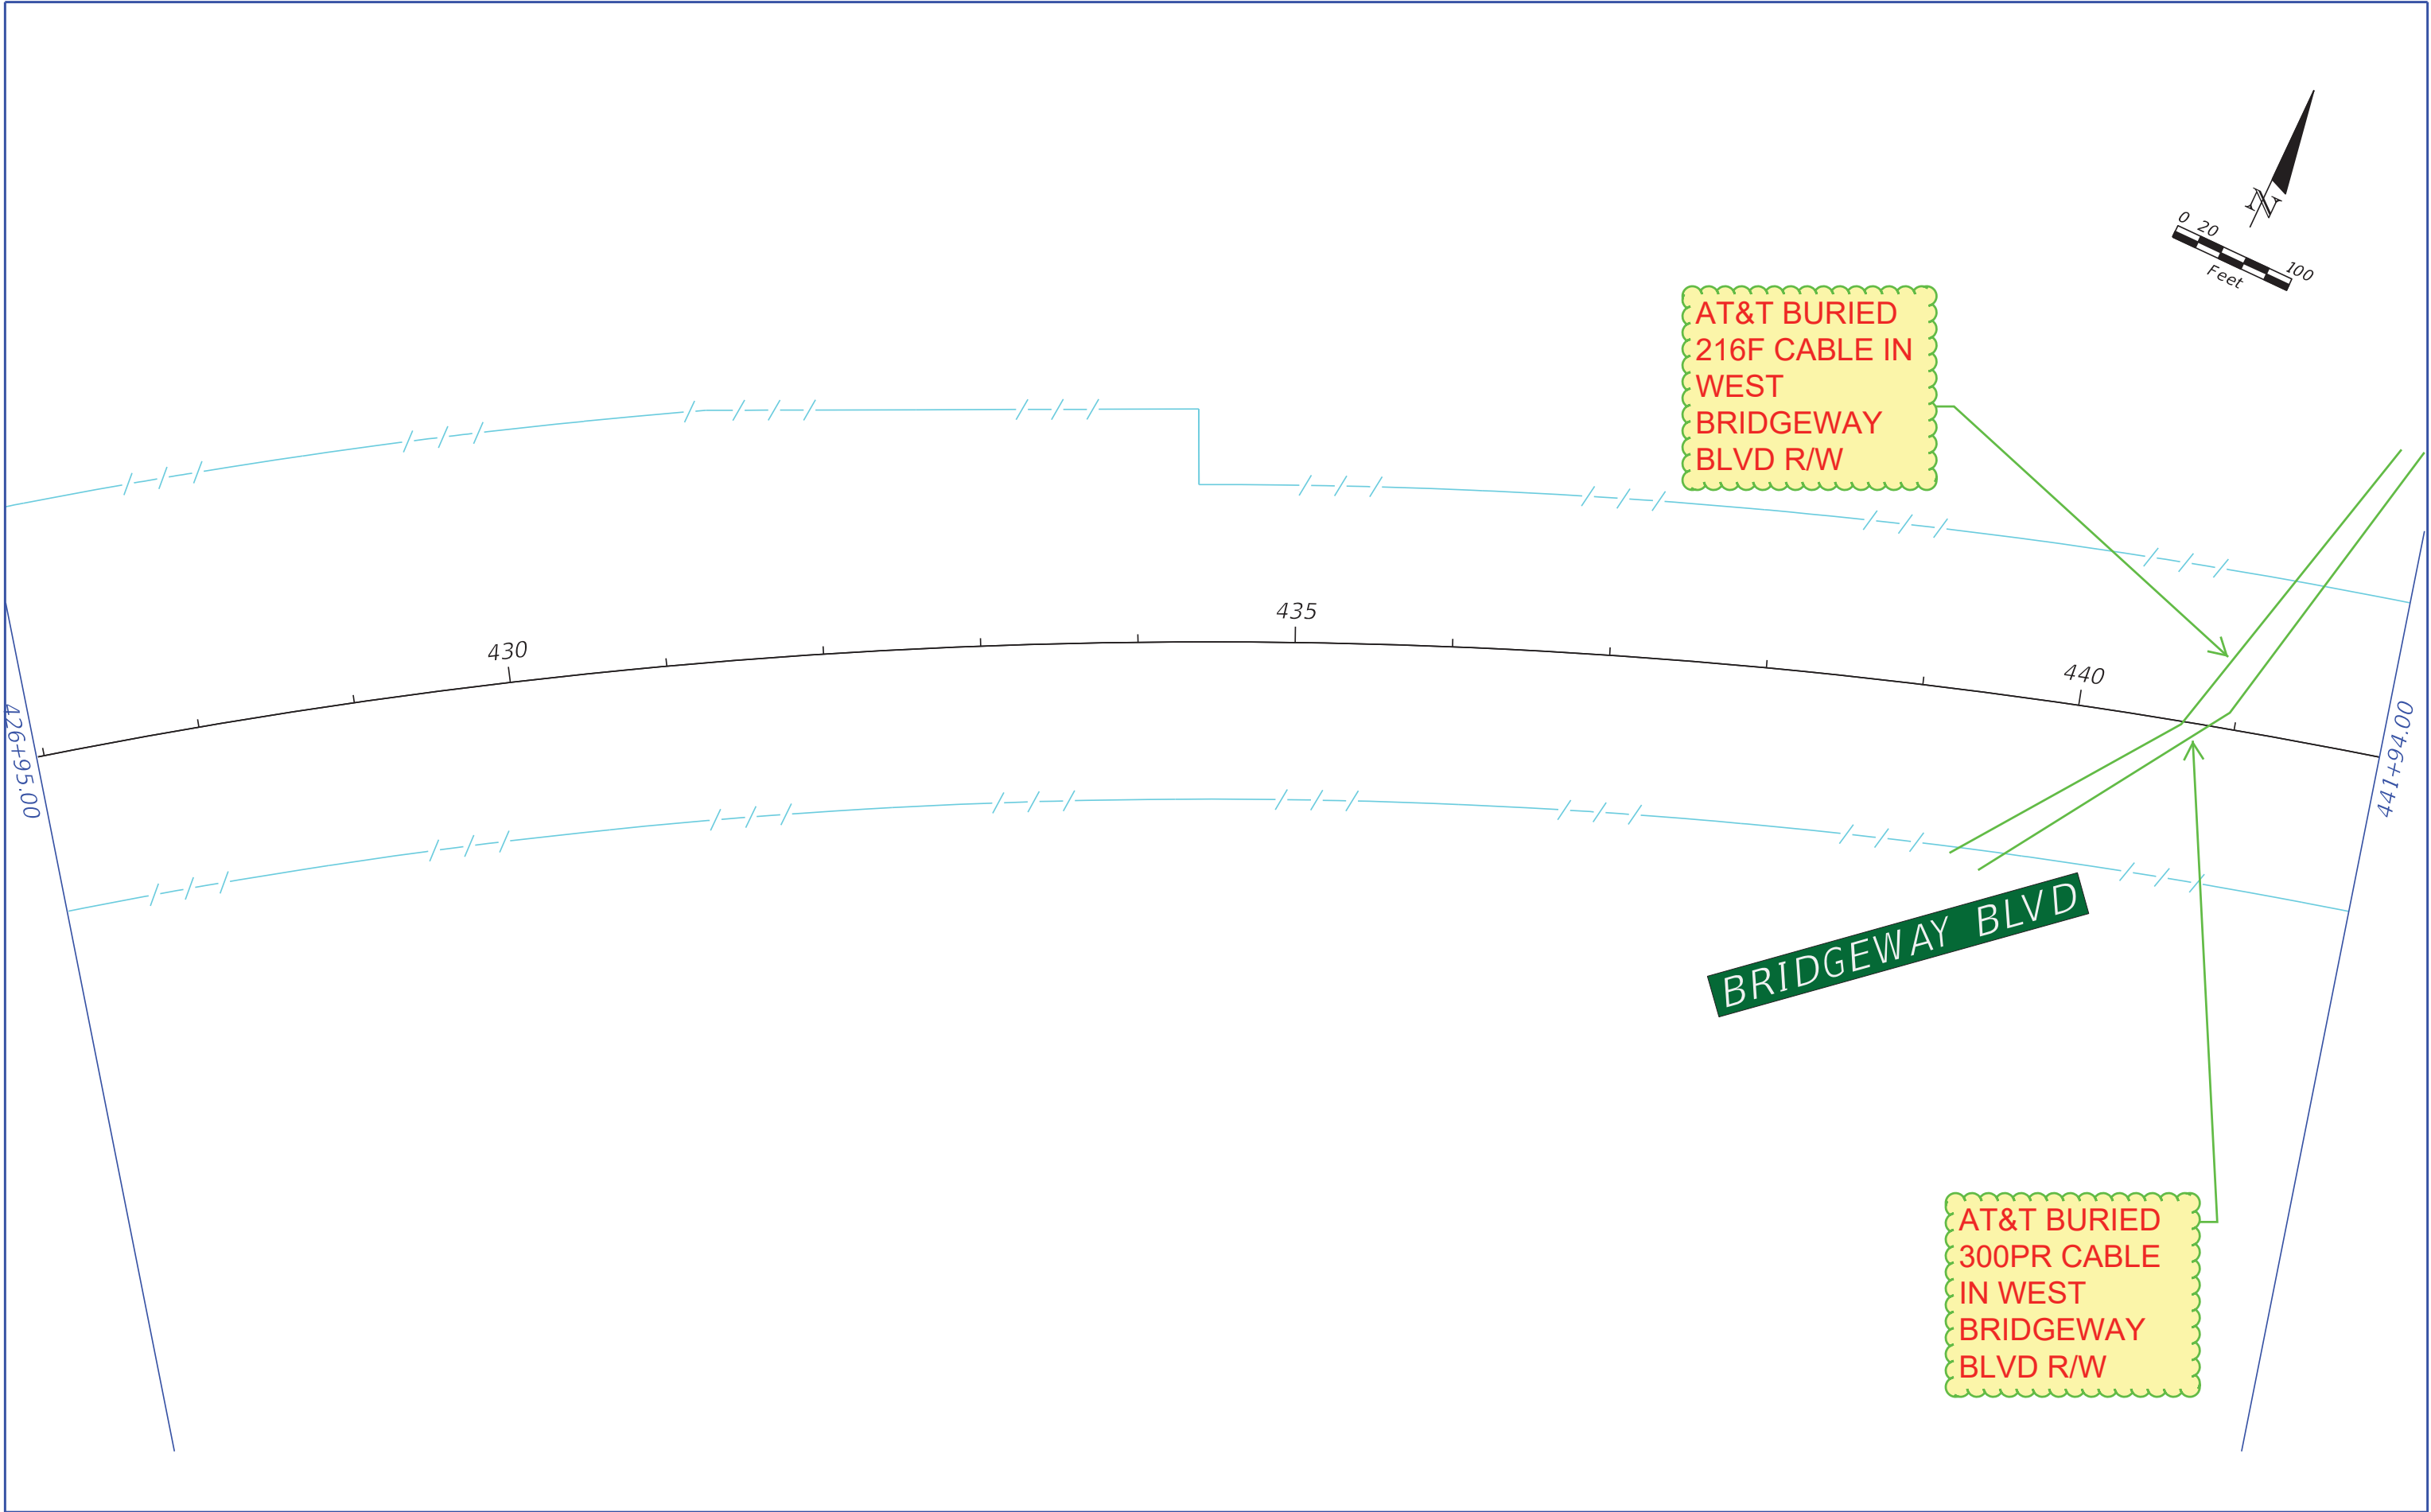 N
0 20
100
Feet
AT&T BURIED
216F CABLE IN
WEST
BRIDGEWAY
BLVD R/W
430
435
440
426+95.00
441+94.00
BRIDGEWAY BLVD
AT&T BURIED
300PR CABLE
IN WEST
BRIDGEWAY
BLVD R/W